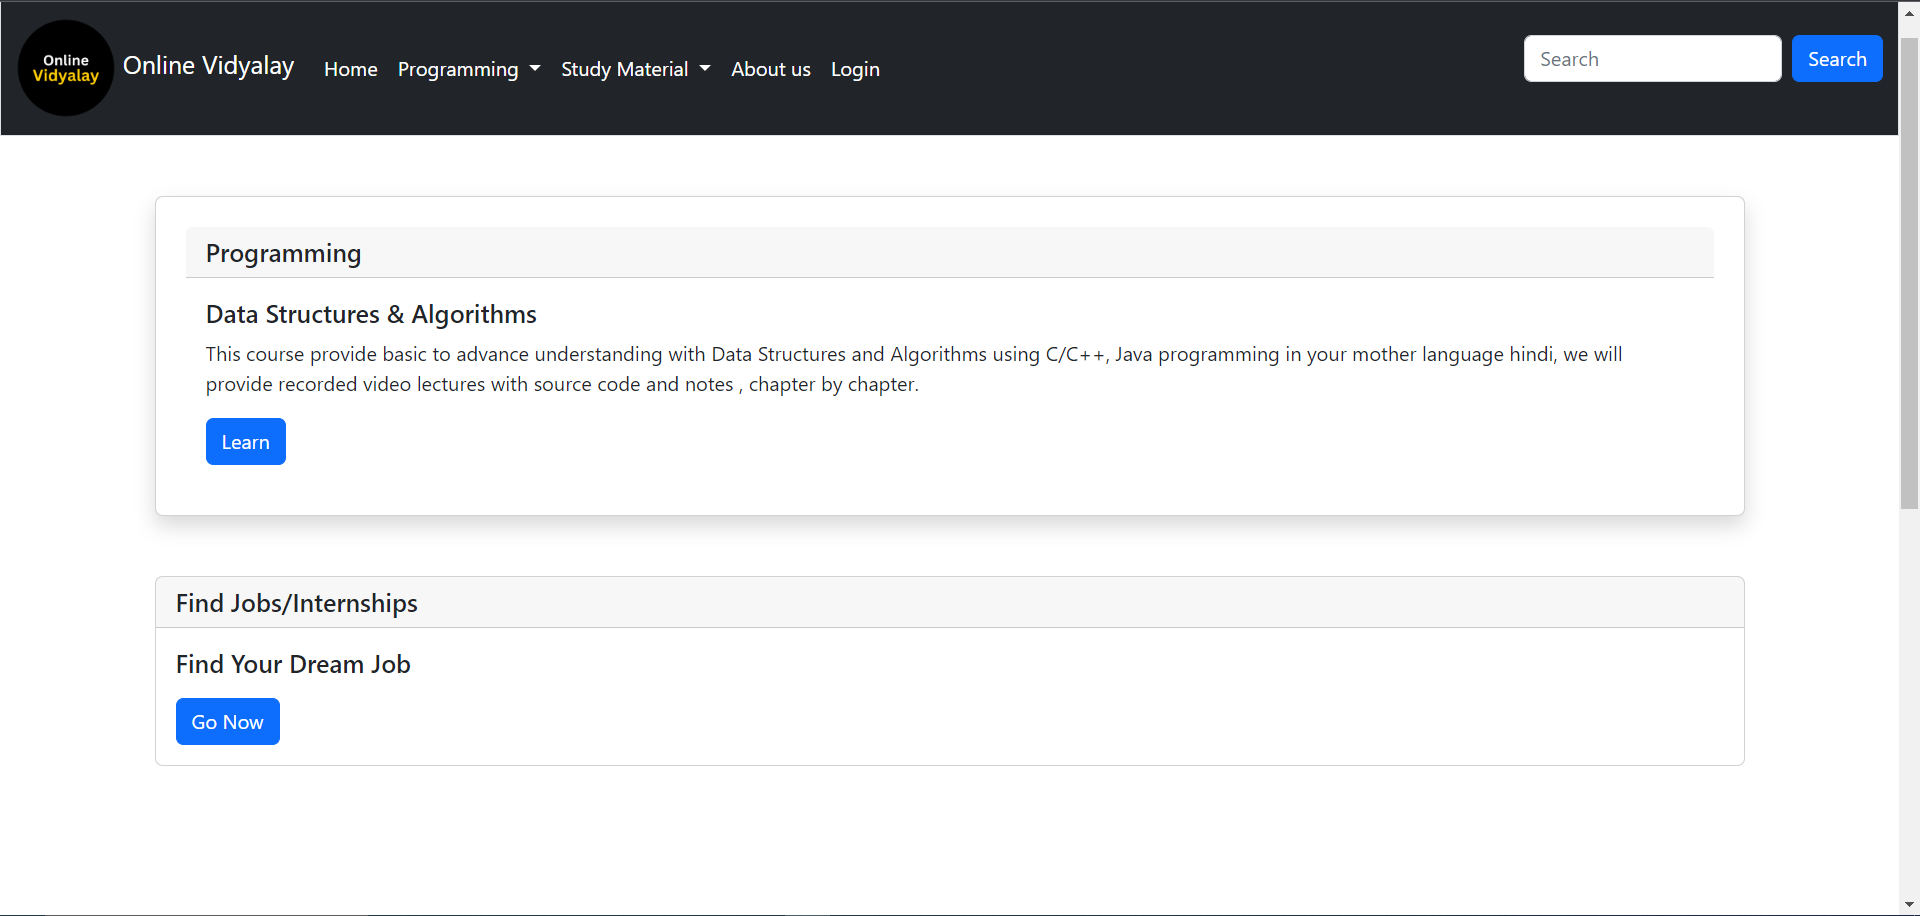 Online
Vidyalay
Online Vidyalay
Home
Programming
Study Material
About us
Login
Search
Search
Programming
Data Structures & Algorithms
This course provide basic to advance understanding with Data Structures and Algorithms using C/C++, Java programming in your mother language hindi, we will
provide recorded video lectures with source code and notes , chapter by chapter.
Learn
Find Jobs/Internships
Find Your Dream Job
Go Now